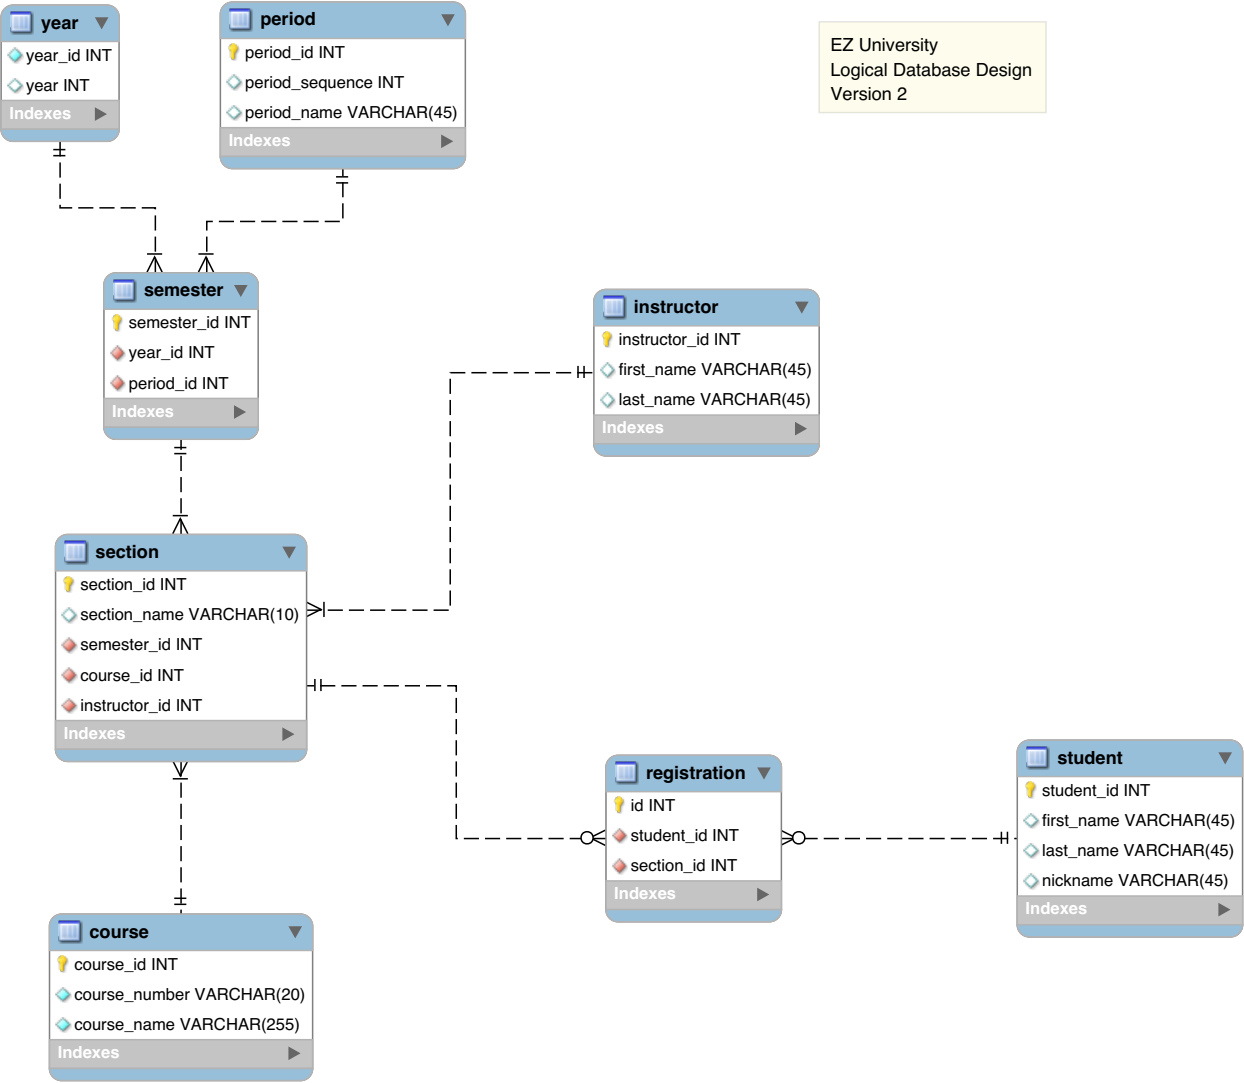 year
year_id INT
year INT
Indexes
period
period_id INT
period_sequence INT
period_name VARCHAR(45)
Indexes
EZ University
Logical Database Design
Version 2
semester
semester_id INT
year_id INT
period_id INT
Indexes
instructor
instructor_id INT
first_name VARCHAR(45)
last_name VARCHAR(45)
Indexes
section
section_id INT
section_name VARCHAR(10)
semester_id INT
course_id INT
instructor_id INT
Indexes
registration
id INT
student_id INT
section_id INT
Indexes
student
student_id INT
first_name VARCHAR(45)
last_name VARCHAR(45)
nickname VARCHAR(45)
Indexes
course
course_id INT
course_number VARCHAR(20)
course_name VARCHAR(255)
Indexes